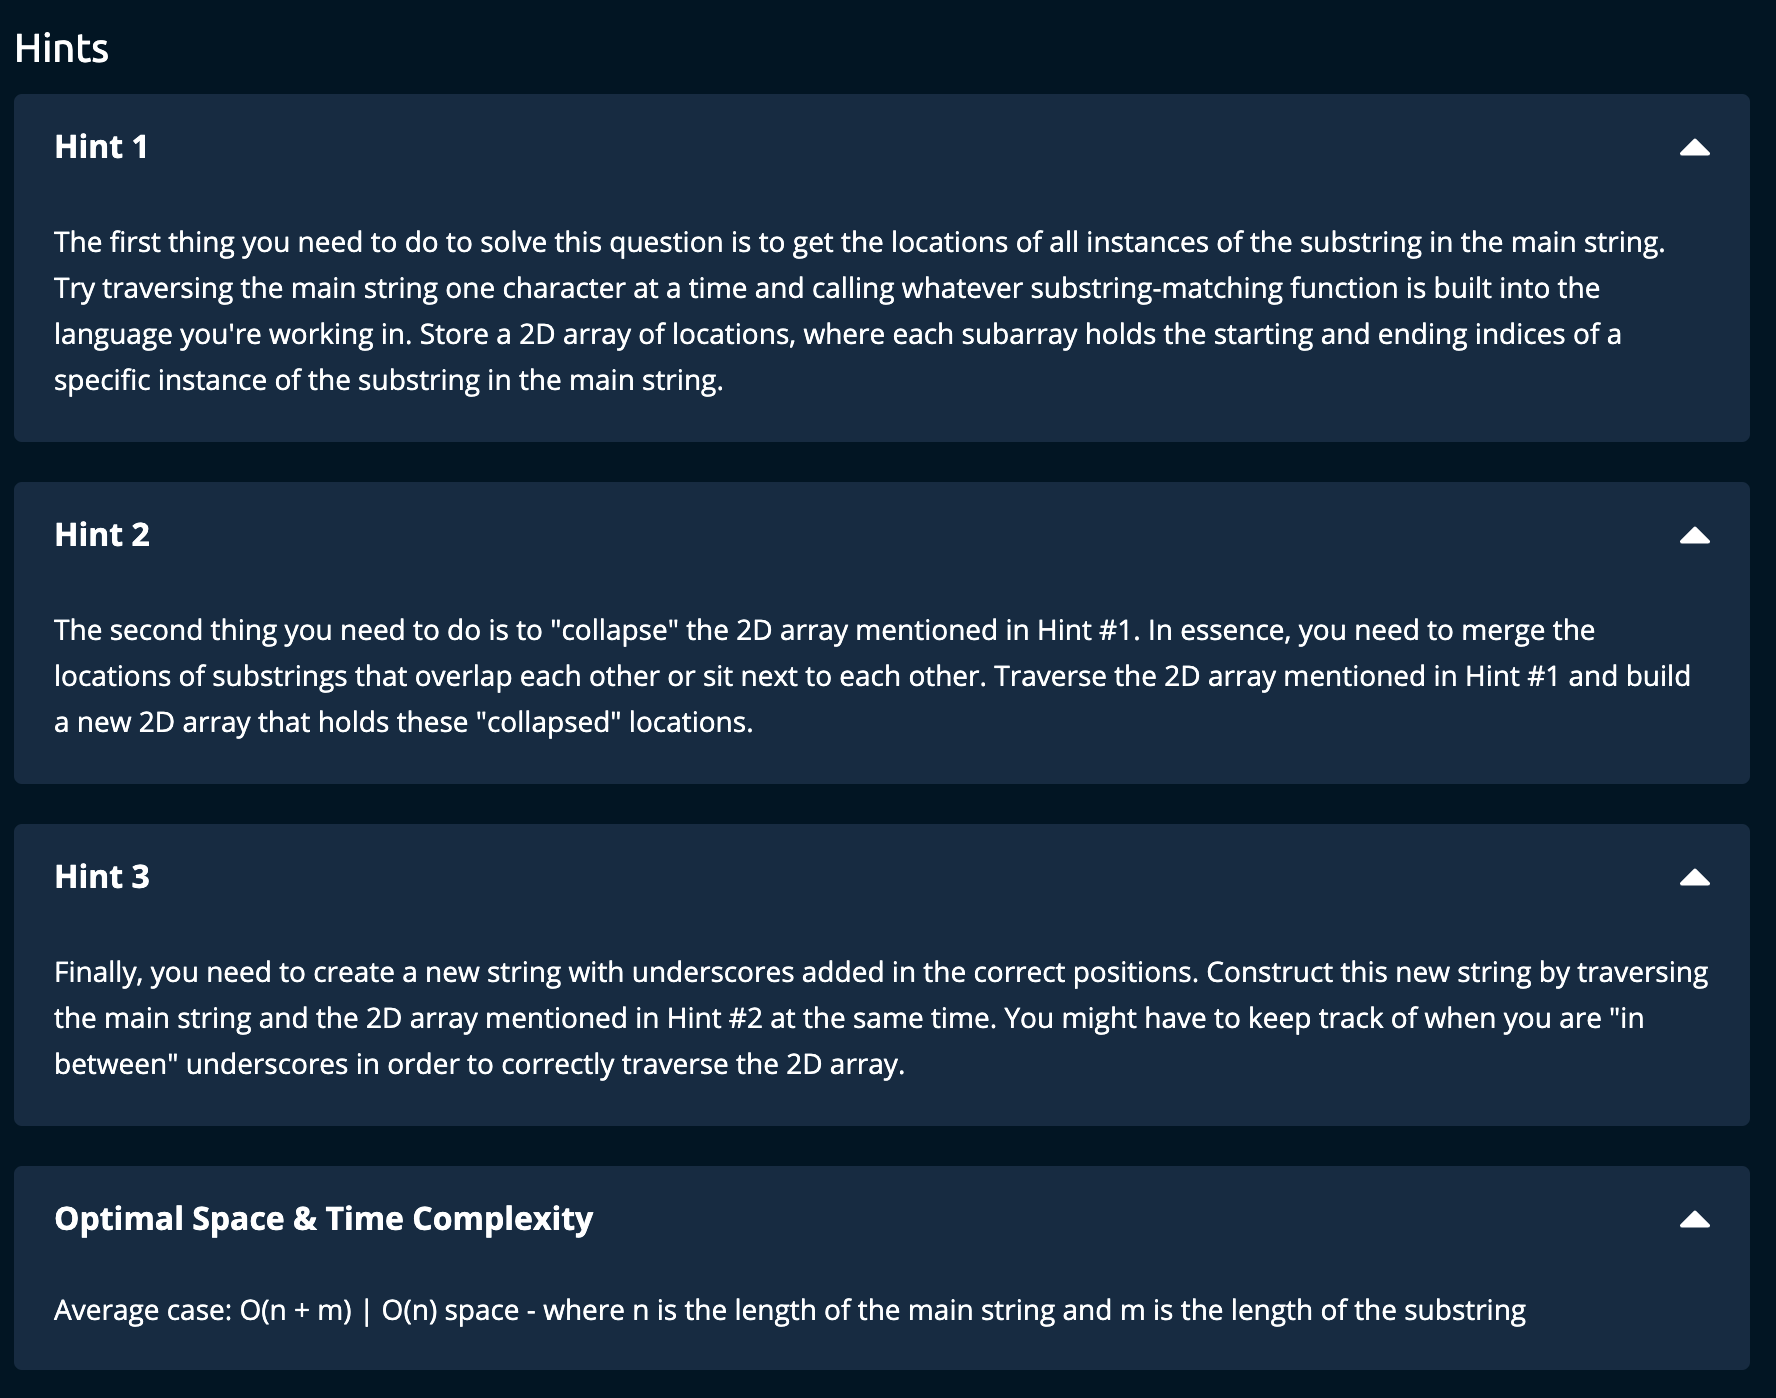 Hints
Hint 1
The first thing you need to do to solve this question is to get the locations of all instances of the substring in the main string.
Try traversing the main string one character at a time and calling whatever substring-matching function is built into the
language you're working in. Store a 2D array of locations, where each subarray holds the starting and ending indices of a
specific instance of the substring in the main string.
Hint 2
The second thing you need to do is to "collapse" the 2D array mentioned in Hint #1. In essence, you need to merge the
locations of substrings that overlap each other or sit next to each other. Traverse the 2D array mentioned in Hint #1 and build
a new 2D array that holds these "collapsed" locations.
Hint 3
Finally, you need to create a new string with underscores added in the correct positions. Construct this new string by traversing
the main string and the 2D array mentioned in Hint #2 at the same time. You might have to keep track of when you are "in
between" underscores in order to correctly traverse the 2D array.
Optimal Space & Time Complexity
Average case: O(n + m) | O(n) space - where n is the length of the main string and m is the length of the substring